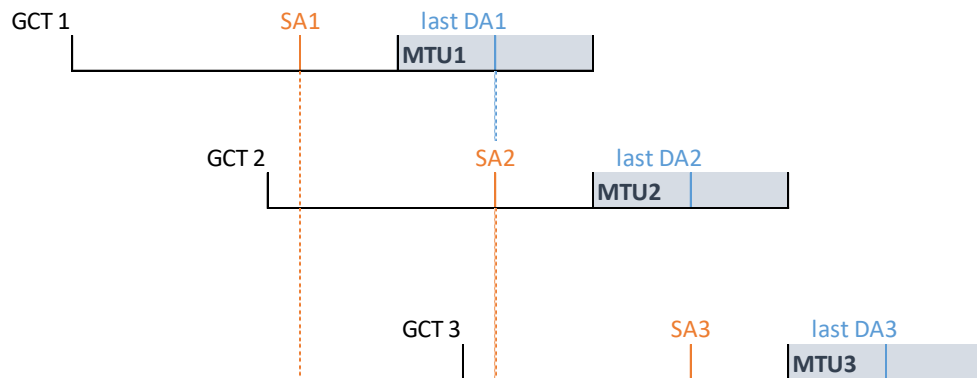 GCT 1 SA1 last DA1
MTU1
GCT 2 SA2 last DA2
MTU2
GCT 3 SA3 last DA3
MTU3